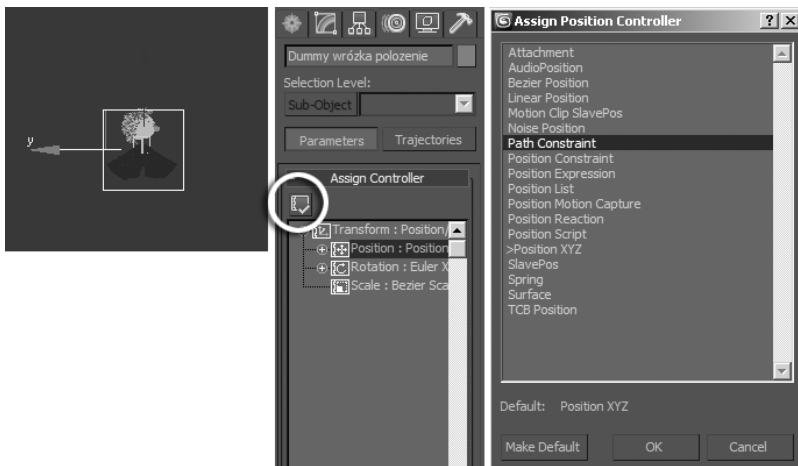 y
Dummy wrózka polozenie
Selection Level:
Sub-Object
Parameters
Trajectories
Assign Controller
Transform : Position/
Position : Position
Rotation : Euler X
Scale : Bezier Sca
Assign Position Controller
Attachment
AudioPosition
Bezier Position
Linear Position
Motion Clip SlavePos
Noise Position
Path Constraint
Position Constraint
Position Expression
Position List
Position Motion Capture
Position Reaction
Position Script
>Position XYZ
SlavePos
Spring
Surface
TCB Position
Default: Position XYZ
Make Default
OK
Cancel